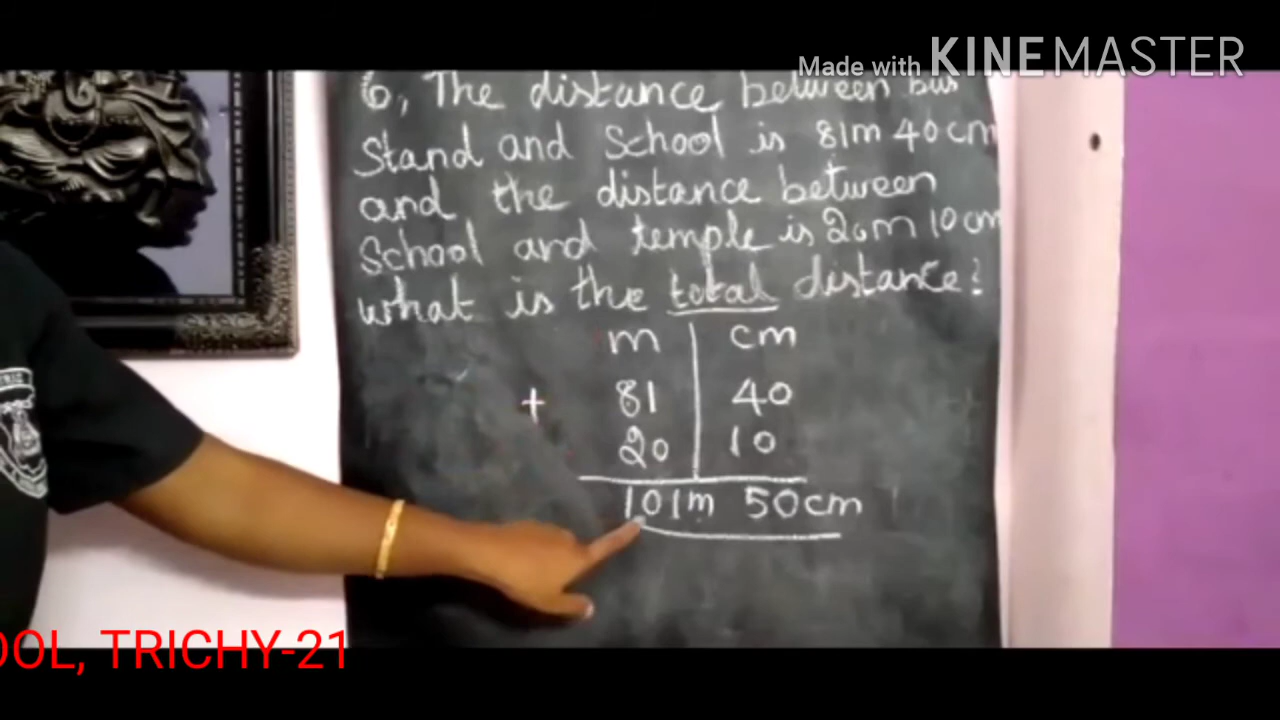 Made with KINEMASTER
6, The distance between bus
Stand and School is 81m 40cm
and the distance between
School and temple is 20m 10cm
what is the total distance?
m cm
+ 81 40
20 10
101m 50cm
OOL, TRICHY-21